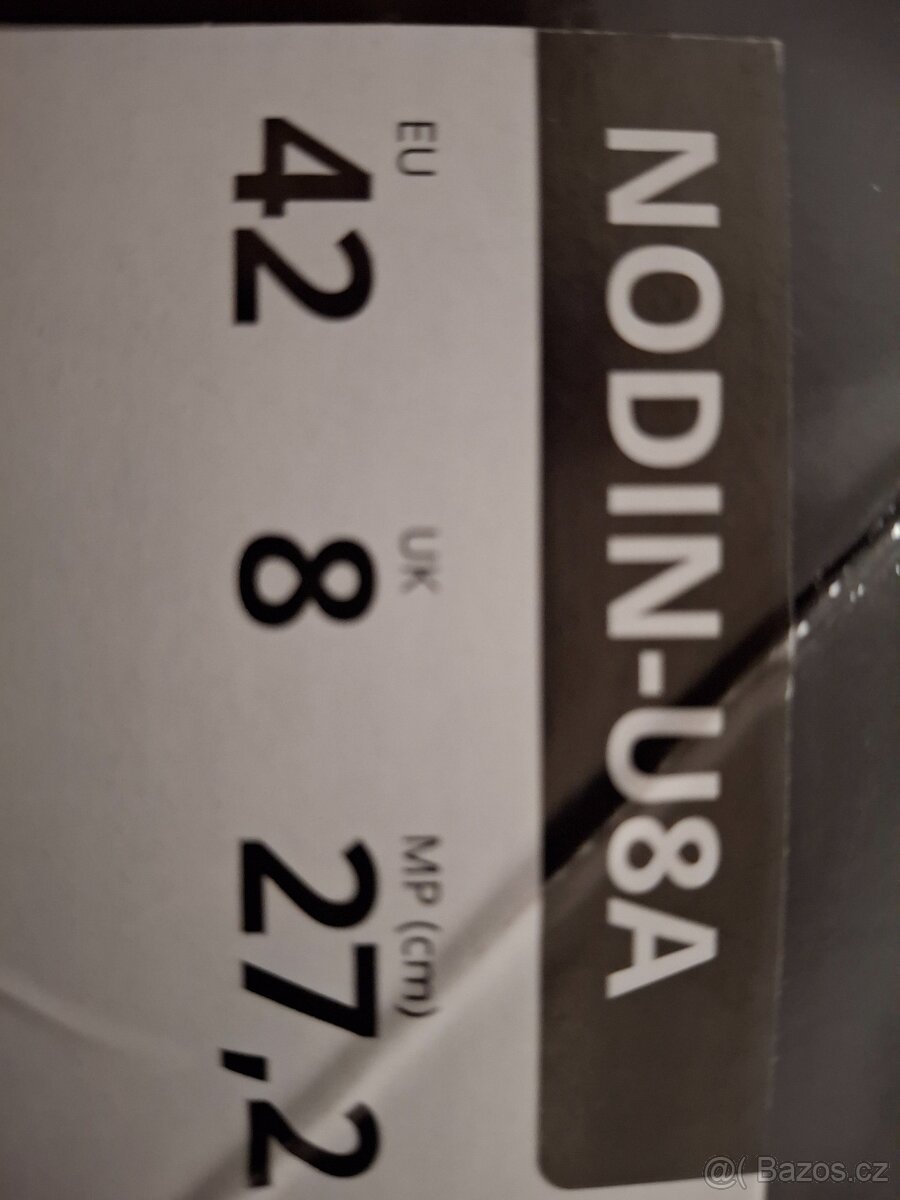 NODIN-U8A
EU UK MP (cm)
42 8 27,2
@( Bazos.cz